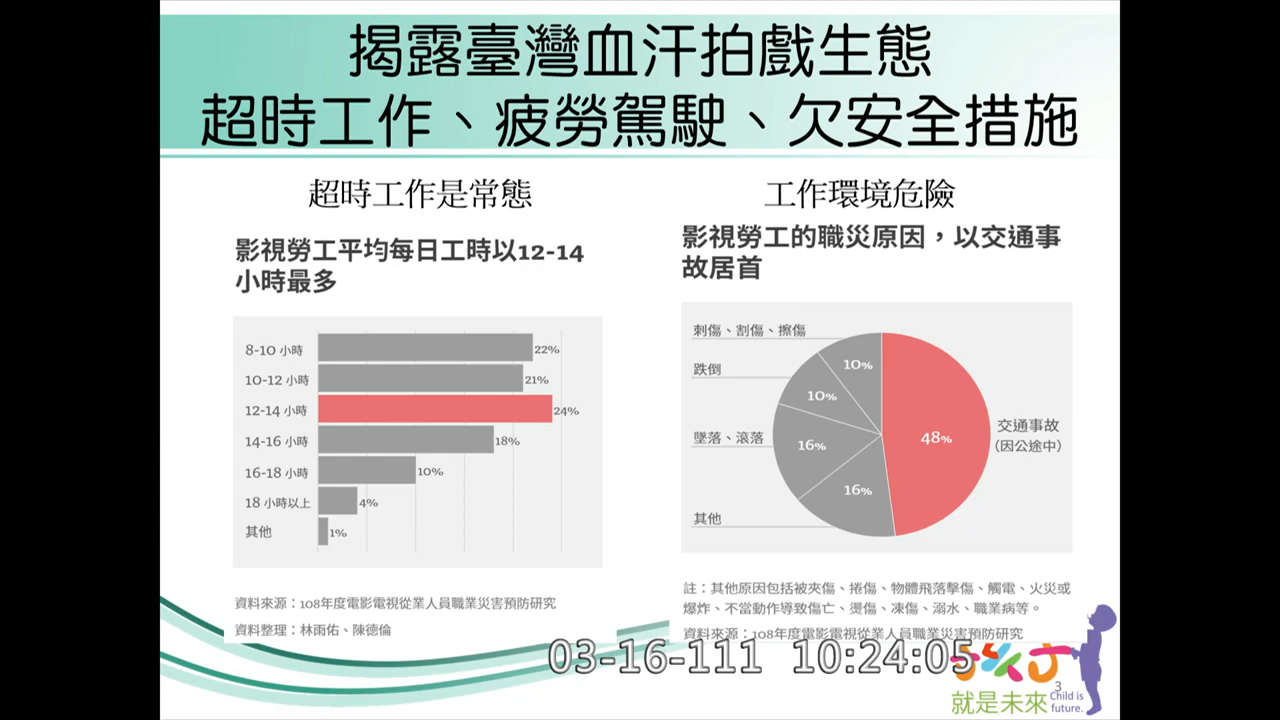 揭露臺灣血汗拍戲生態
超時工作、疲勞駕駛、欠安全措施
超時工作是常態
影視勞工平均每日工時以12-14
小時最多
8-10 小時
22%
10-12 小時
21%
12-14 小時
24%
14-16 小時
18%
16-18 小時
10%
18 小時以上
4%
其他
1%
資料來源：108年度電影電視從業人員職業災害預防研究
資料整理：林雨佑、陳德倫
工作環境危險
影視勞工的職災原因，以交通事
故居首
刺傷、割傷、擦傷
10%
跌倒
10%
墜落、滾落
16%
其他
16%
48%
交通事故
(因公途中)
註：其他原因包括被夾傷、捲傷、物體飛落擊傷、觸電、火災或
爆炸、不當動作導致傷亡、燙傷、凍傷、溺水、職業病等。
資料來源：108年度電影電視從業人員職業災害預防研究
03-16-111 10:24:05
3
就是未來
Child is
future.